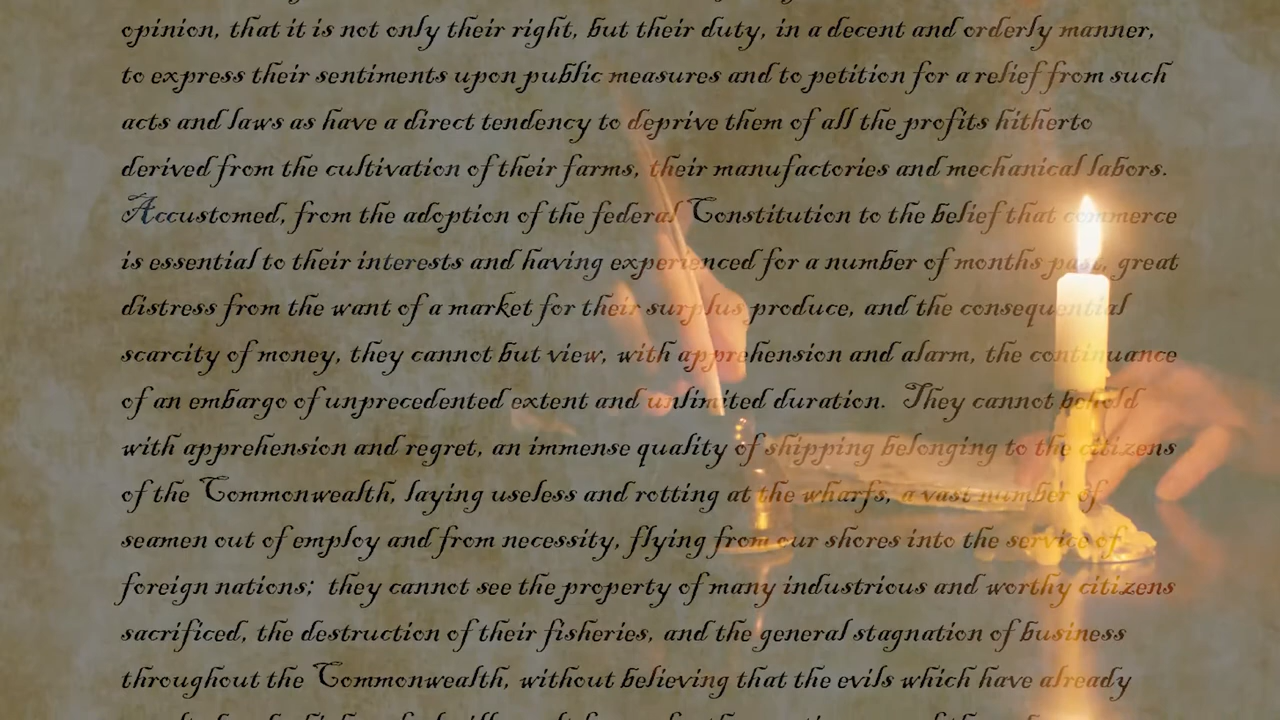 opinion, that it is not only their right, but their duty, in a decent and orderly manner,
to express their sentiments upon public measures and to petition for a relief from such
acts and laws as have a direct tendency to deprive them of all the profits hitherto
derived from the cultivation of their farms, their manufactories and mechanical labors.
Accustomed, from the adoption of the federal Constitution to the belief that commerce
is essential to their interests and having experienced for a number of months past, great
distress from the want of a market for their surplus produce, and the consequential
scarcity of money, they cannot but view, with apprehension and alarm, the continuance
of an embargo of unprecedented extent and unlimited duration. They cannot behold
with apprehension and regret, an immense quality of shipping belonging to the citizens
of the Commonwealth, laying useless and rotting at the wharfs, a vast number of
seamen out of employ and from necessity, flying from our shores into the service of
foreign nations; they cannot see the property of many industrious and worthy citizens
sacrificed, the destruction of their fisheries, and the general stagnation of business
throughout the Commonwealth, without believing that the evils which have already